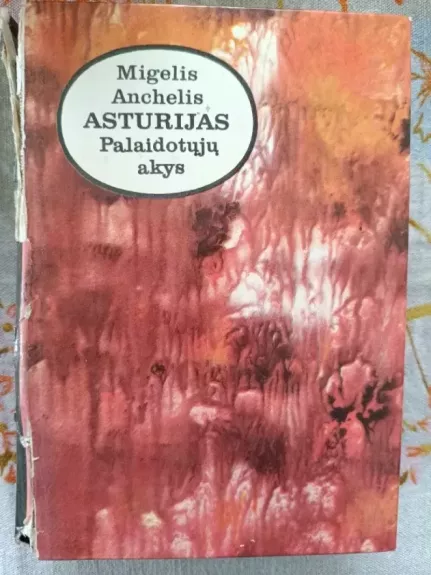 Migelis
Anchelis
ASTURIJAS
Palaidotųjų
akys